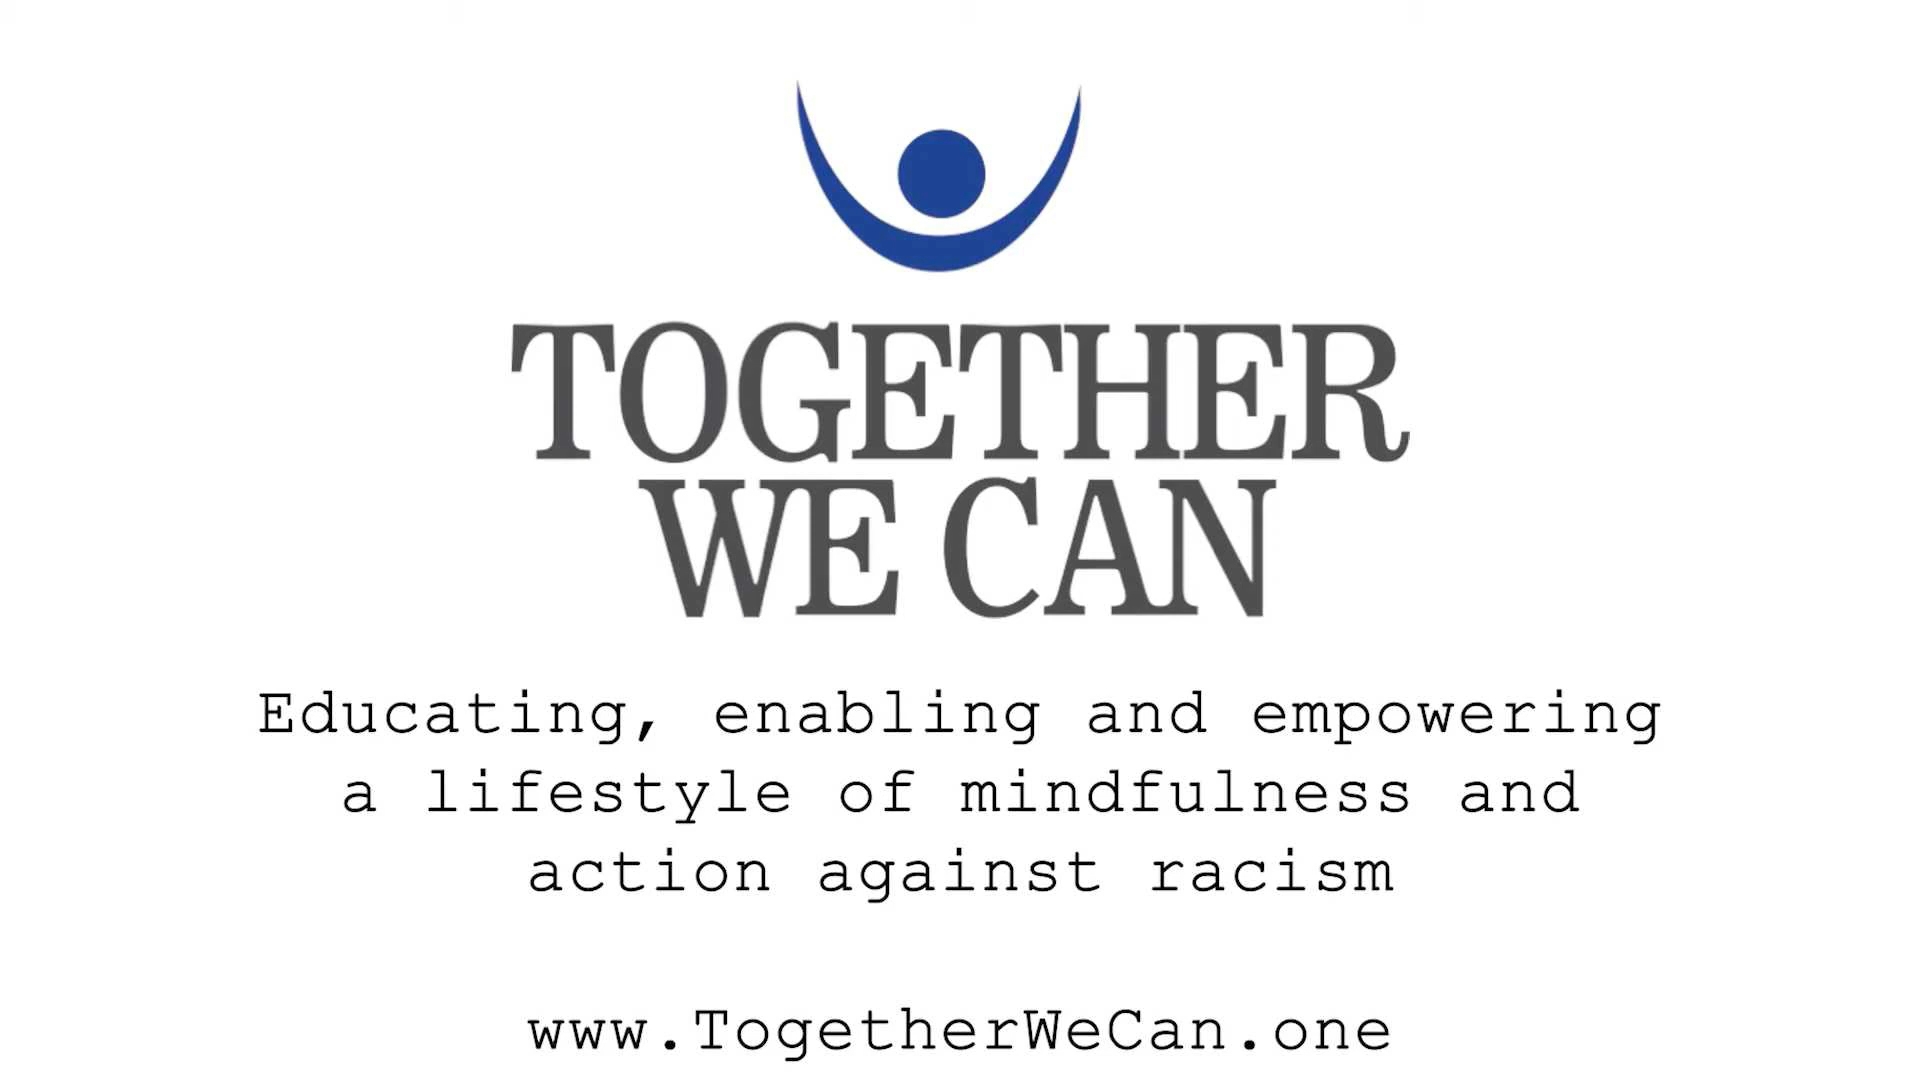 TOGETHER
WE CAN
Educating, enabling and empowering
a lifestyle of mindfulness and
action against racism
www.TogetherWeCan.one